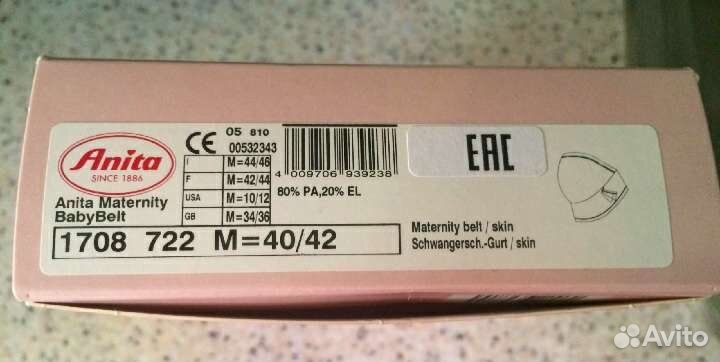 Anita
SINCE 1886
Anita Maternity
BabyBelt
CE 05 810
00532343
I M=44/46
F M=42/44
USA M=10/12
GB M=34/36
4 009706 939238
80% PA,20% EL
EAC
1708 722 M=40/42
Maternity belt / skin
Schwangersch.-Gurt / skin
Avito